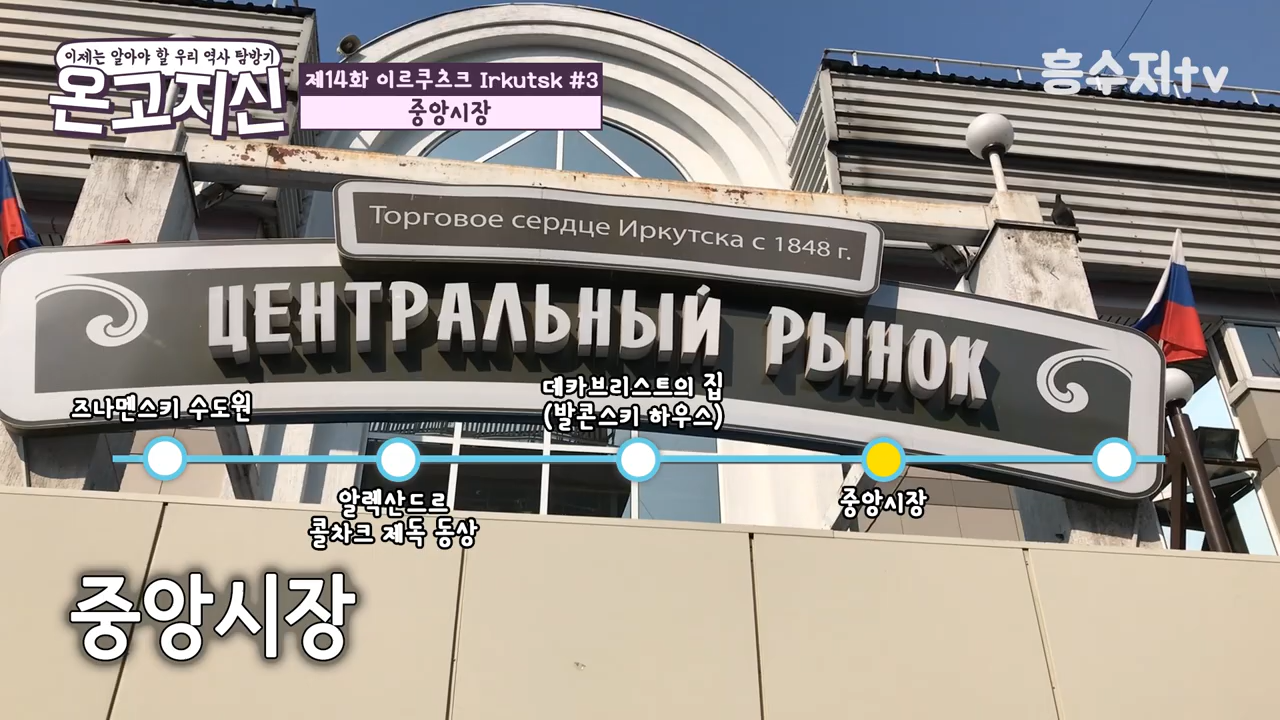 이제는 알아야 할 우리 역사 탐방기
온고지신
제14화 이르쿠츠크 Irkutsk #3
중앙시장
흥수저tv
Торговое сердце Иркутска с 1848 г.
ЦЕНТРАЛЬНЫЙ РЫНОК
즈나멘스키 수도원
데카브리스트의 집
(발콘스키 하우스)
알렉산드르
콜차크 제독 동상
중앙시장
중앙시장